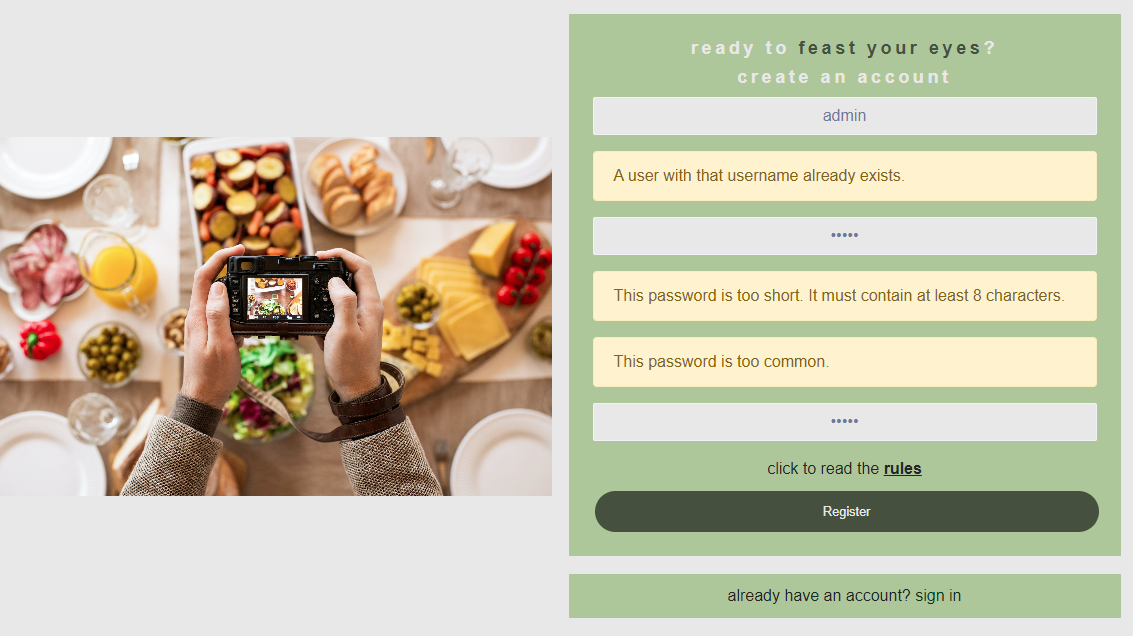 ready to feast your eyes?
create an account
admin
A user with that username already exists.
•••••
This password is too short. It must contain at least 8 characters.
This password is too common.
•••••
click to read the rules
Register
already have an account? sign in